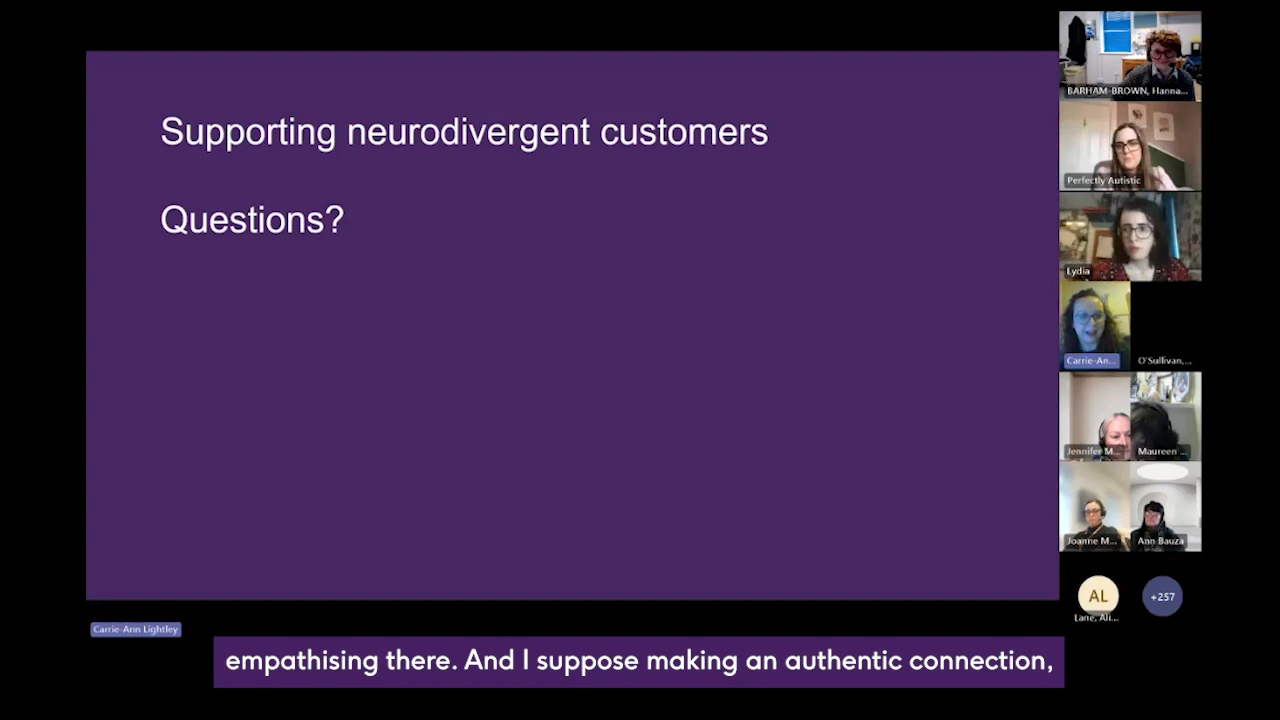 Supporting neurodivergent customers
Questions?
BARHAM-BROWN, Hanna...
Perfectly Autistic
Lydia
Carrie-An...
O'Sullivan,...
Jennifer M...
Maureen ...
Joanne M...
Ann Bauza
AL
+257
Lane, Ali...
Carrie-Ann Lightley
empathising there. And I suppose making an authentic connection,